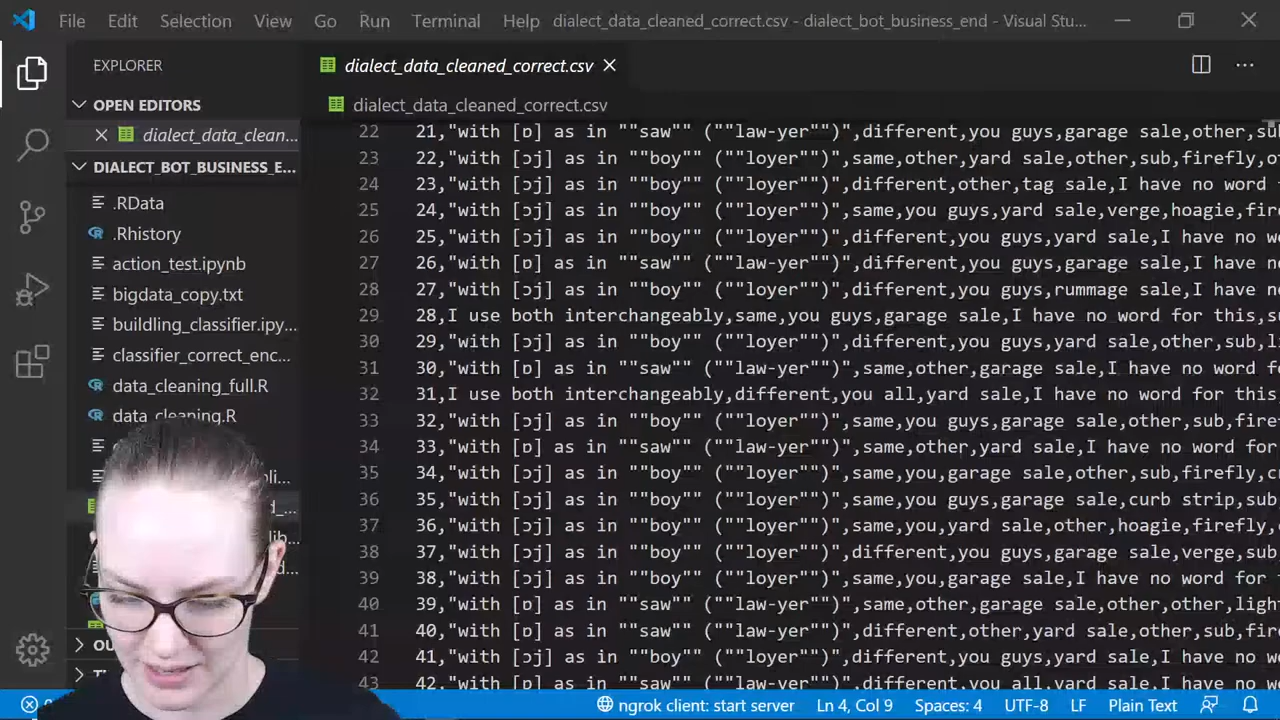 File Edit Selection View Go Run Terminal Help dialect_data_cleaned_correct.csv - dialect_bot_business_end - Visual Stu...
EXPLORER
dialect_data_cleaned_correct.csv
OPEN EDITORS
dialect_data_clean...
DIALECT_BOT_BUSINESS_E...
.RData
.Rhistory
action_test.ipynb
bigdata_copy.txt
buildling_classifier.ipy...
classifier_correct_enc...
data_cleaning_full.R
data_cleaning.R
dialect_data_cleaned_correct.csv
22 21,"with [ɒ] as in ""saw"" (""law-yer"")",different,you guys,garage sale,other,su
23 22,"with [ɔj] as in ""boy"" (""loyer"")",same,other,yard sale,other,sub,firefly,o
24 23,"with [ɔj] as in ""boy"" (""loyer"")",different,other,tag sale,I have no word t
25 24,"with [ɔj] as in ""boy"" (""loyer"")",same,you guys,yard sale,verge,hoagie,fir
26 25,"with [ɒ] as in ""saw"" (""law-yer"")",different,you guys,yard sale,I have no w
27 26,"with [ɒ] as in ""saw"" (""law-yer"")",different,you guys,garage sale,I have no
28 27,"with [ɔj] as in ""boy"" (""loyer"")",different,you guys,rummage sale,I have no
29 28,I use both interchangeably,same,you guys,garage sale,I have no word for this,s
30 29,"with [ɔj] as in ""boy"" (""loyer"")",different,you guys,yard sale,other,sub,li
31 30,"with [ɒ] as in ""saw"" (""law-yer"")",same,you guys,garage sale,I have no word f
32 31,I use both interchangeably,different,you all,yard sale,I have no word for this
33 32,"with [ɔj] as in ""boy"" (""loyer"")",same,you guys,garage sale,other,sub,fire
34 33,"with [ɒ] as in ""saw"" (""law-yer"")",same,other,yard sale,I have no word for
35 34,"with [ɔj] as in ""boy"" (""loyer"")",same,you,garage sale,other,sub,firefly,c
36 35,"with [ɔj] as in ""boy"" (""loyer"")",same,you guys,garage sale,curb strip,sub
37 36,"with [ɔj] as in ""boy"" (""loyer"")",same,you,yard sale,other,hoagie,firefly,
38 37,"with [ɔj] as in ""boy"" (""loyer"")",different,you guys,garage sale,verge,sub
39 38,"with [ɔj] as in ""boy"" (""loyer"")",same,you,garage sale,I have no word for
40 39,"with [ɒ] as in ""saw"" (""law-yer"")",same,other,garage sale,other,other,ligh
41 40,"with [ɒ] as in ""saw"" (""law-yer"")",different,other,yard sale,other,sub,fir
42 41,"with [ɔj] as in ""boy"" (""loyer"")",different,you guys,yard sale,I have no w
43 42,"with [ɒ] as in ""saw"" (""law-yer"")",different,you all,yard sale,I have no wo
ngrok client: start server Ln 4, Col 9 Spaces: 4 UTF-8 LF Plain Text